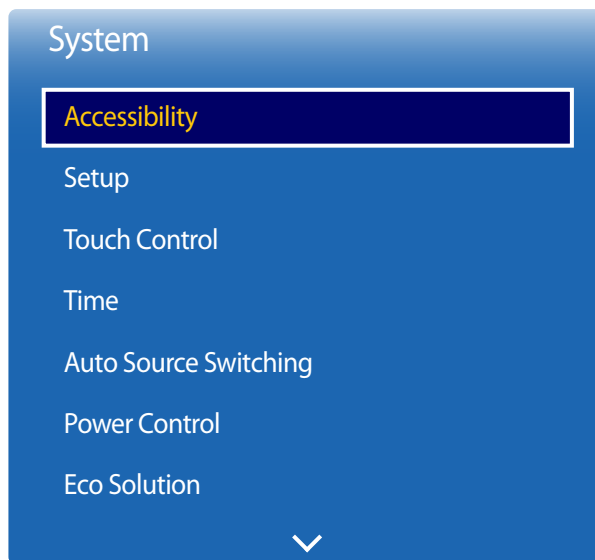 System
Accessibility
Setup
Touch Control
Time
Auto Source Switching
Power Control
Eco Solution